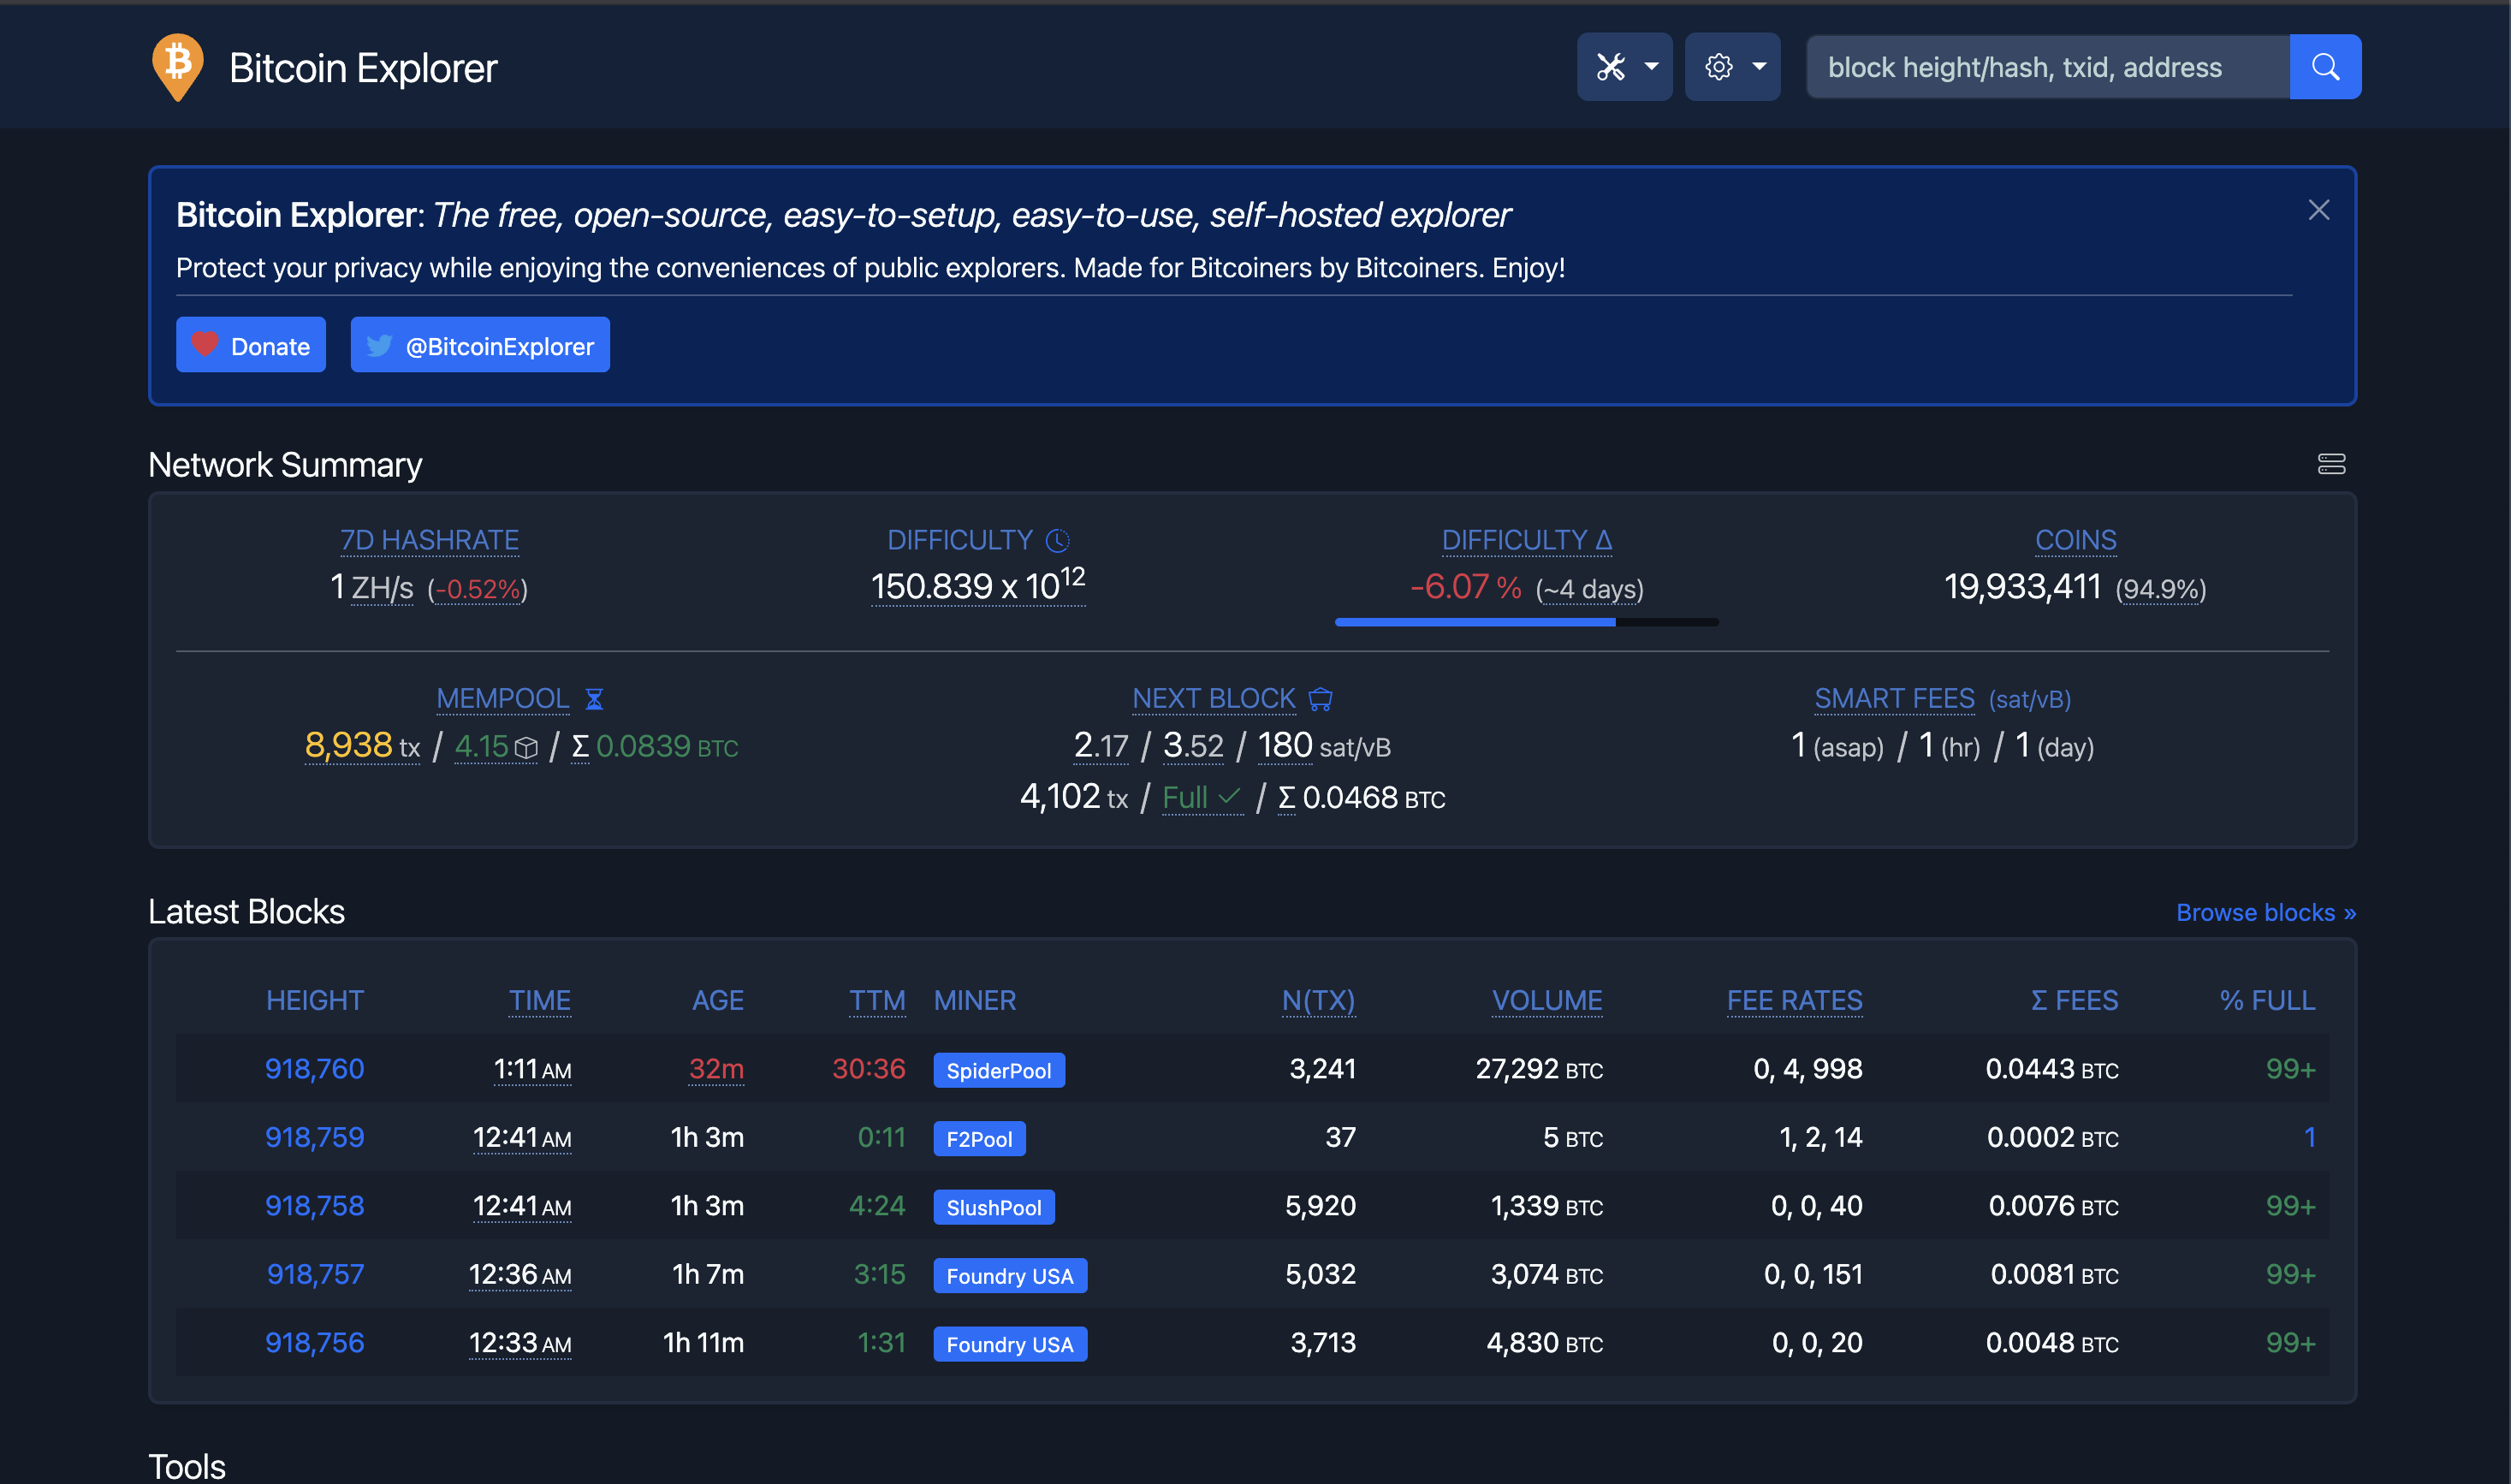 Bitcoin Explorer
block height/hash, txid, address
Bitcoin Explorer: The free, open-source, easy-to-setup, easy-to-use, self-hosted explorer
Protect your privacy while enjoying the conveniences of public explorers. Made for Bitcoiners by Bitcoiners. Enjoy!
Donate @BitcoinExplorer
Network Summary
7D HASHRATE DIFFICULTY DIFFICULTY Δ COINS
1 ZH/s (-0.52%) 150.839 x 10¹² -6.07 % (~4 days) 19,933,411 (94.9%)
MEMPOOL NEXT BLOCK SMART FEES (sat/vB)
8,938 tx / 4.15 / Σ 0.0839 BTC 2.17 / 3.52 / 180 sat/vB 1 (asap) / 1 (hr) / 1 (day)
4,102 tx / Full ✓ / Σ 0.0468 BTC
Latest Blocks Browse blocks »
HEIGHT TIME AGE TTM MINER N(TX) VOLUME FEE RATES Σ FEES % FULL
918,760 1:11 AM 32m 30:36 SpiderPool 3,241 27,292 BTC 0, 4, 998 0.0443 BTC 99+
918,759 12:41 AM 1h 3m 0:11 F2Pool 37 5 BTC 1, 2, 14 0.0002 BTC 1
918,758 12:41 AM 1h 3m 4:24 SlushPool 5,920 1,339 BTC 0, 0, 40 0.0076 BTC 99+
918,757 12:36 AM 1h 7m 3:15 Foundry USA 5,032 3,074 BTC 0, 0, 151 0.0081 BTC 99+
918,756 12:33 AM 1h 11m 1:31 Foundry USA 3,713 4,830 BTC 0, 0, 20 0.0048 BTC 99+
Tools